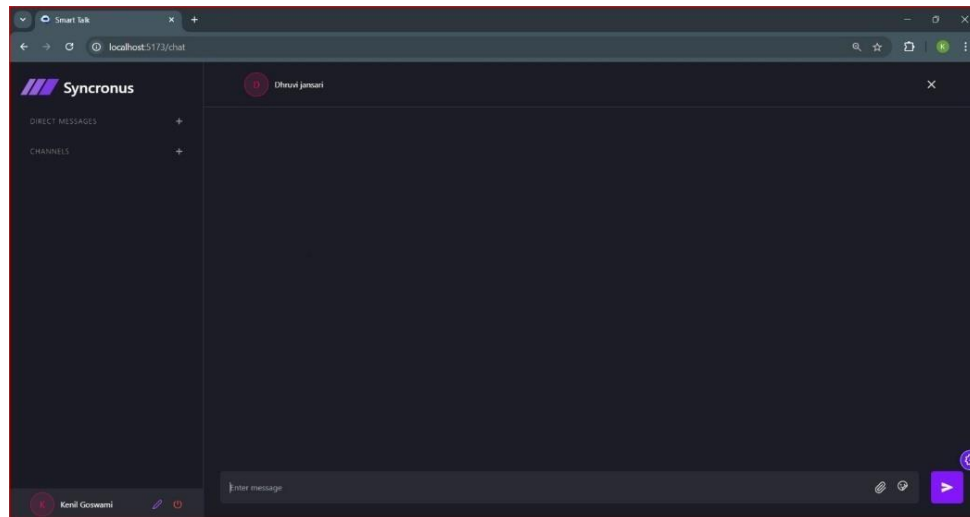 Smart Talk
localhost:5173/chat
K
Syncronus
D
Dhruvi jansari
DIRECT MESSAGES
CHANNELS
Enter message
K
Kenil Goswami